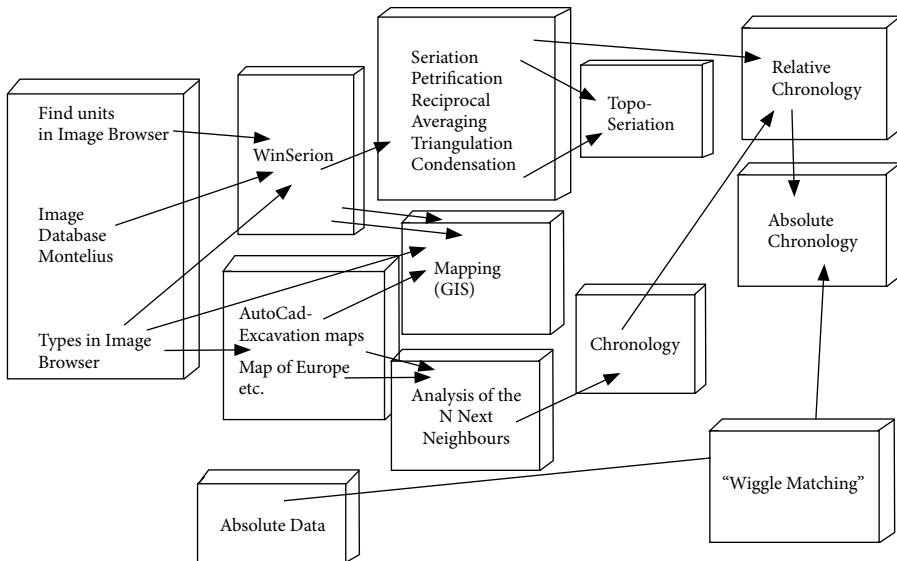 Find units
in Image Browser
Image
Database
Montelius
Types in Image
Browser
WinSerion
Seriation
Petrification
Reciprocal
Averaging
Triangulation
Condensation
Topo-
Seriation
Relative
Chronology
Absolute
Chronology
Mapping
(GIS)
AutoCad-
Excavation maps
Map of Europe
etc.
Analysis of the
N Next
Neighbours
Chronology
“Wiggle Matching”
Absolute Data